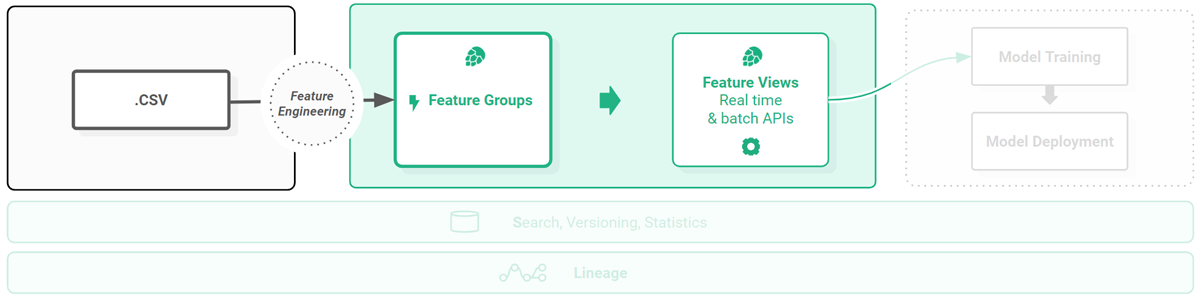 .CSV
Feature
Engineering
Feature Groups
Feature Views
Real time
& batch APIs
Model Training
Model Deployment
Search, Versioning, Statistics
Lineage